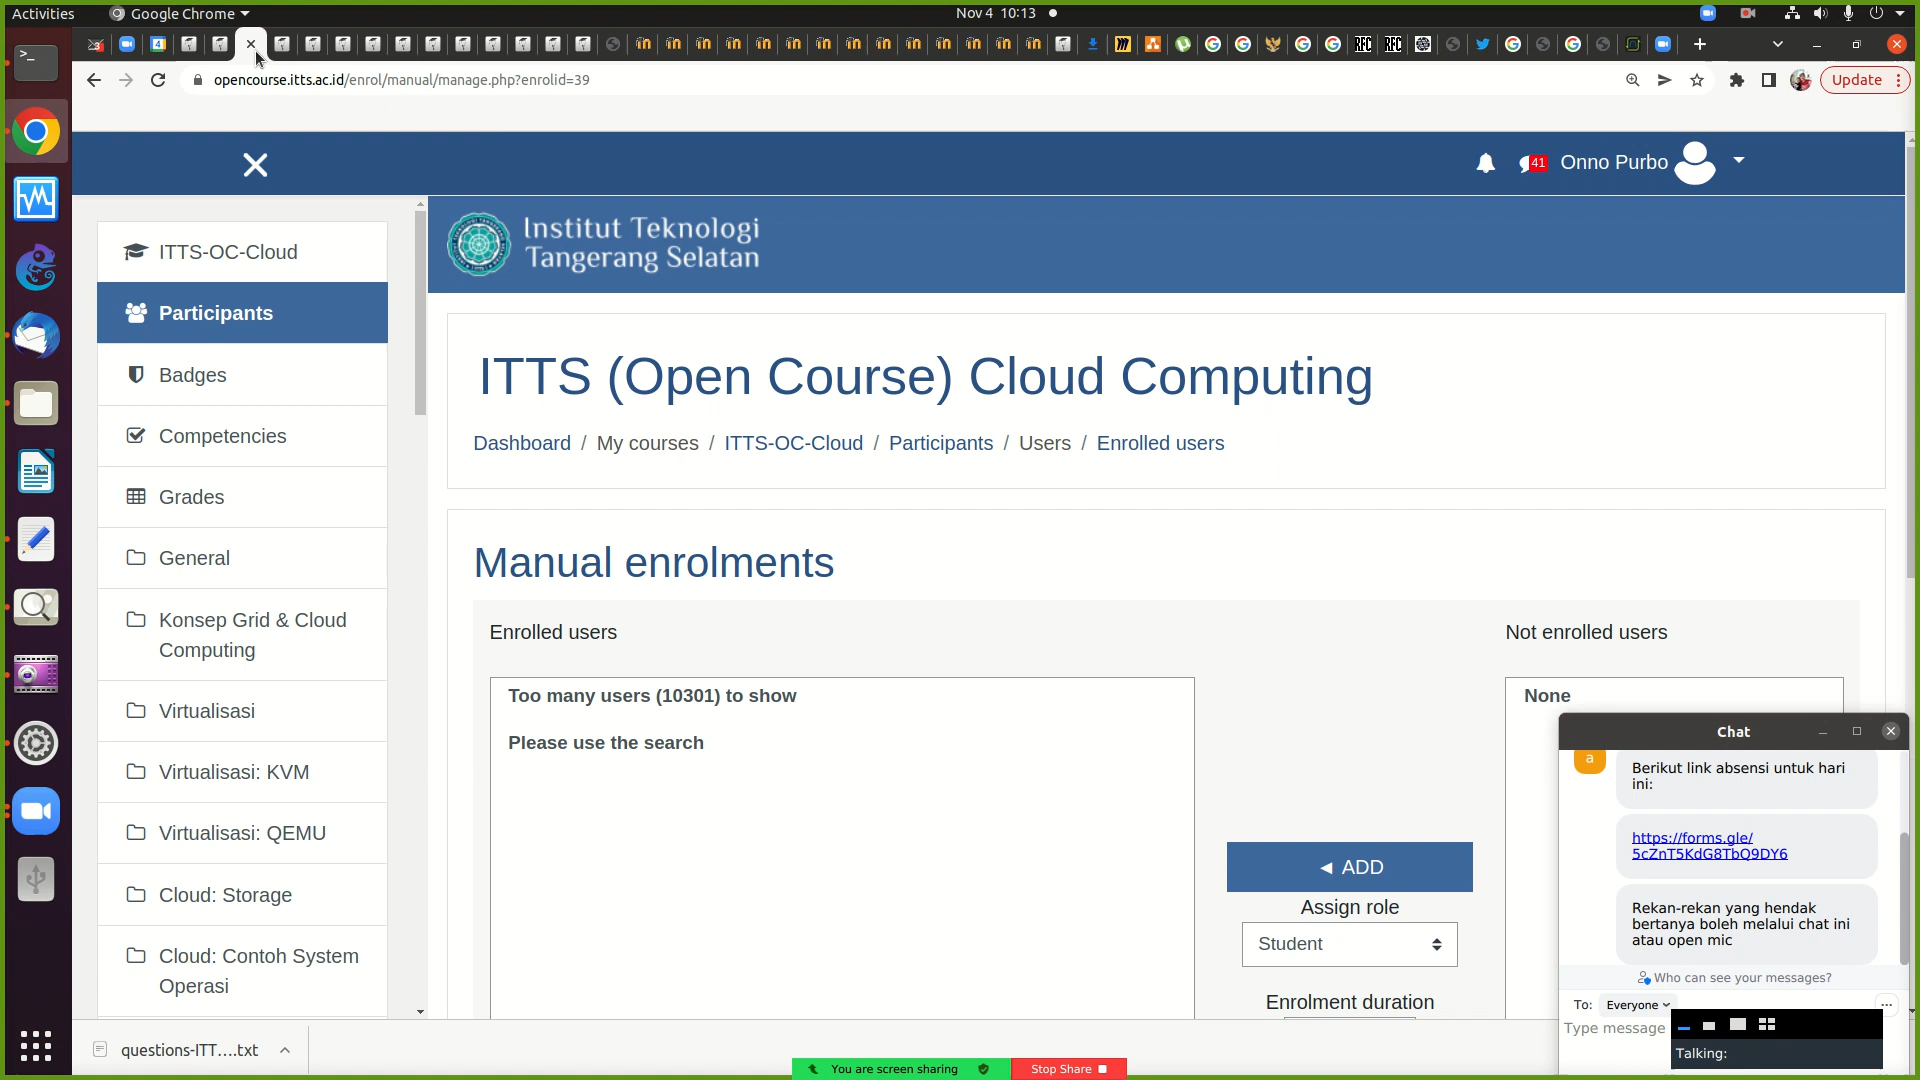 Activities
Google Chrome
Nov 4 10:13
opencourse.itts.ac.id/enrol/manual/manage.php?enrolid=39
Update
41
Onno Purbo
Institut Teknologi
Tangerang Selatan
ITTS-OC-Cloud
Participants
Badges
Competencies
Grades
General
Konsep Grid & Cloud
Computing
Virtualisasi
Virtualisasi: KVM
Virtualisasi: QEMU
Cloud: Storage
Cloud: Contoh System
Operasi
ITTS (Open Course) Cloud Computing
Dashboard / My courses / ITTS-OC-Cloud / Participants / Users / Enrolled users
Manual enrolments
Enrolled users
Too many users (10301) to show
Please use the search
◄ ADD
Assign role
Student
Enrolment duration
Not enrolled users
None
Chat
a
Berikut link absensi untuk hari
ini:
https://forms.gle/
5cZnT5KdG8TbQ9DY6
Rekan-rekan yang hendak
bertanya boleh melalui chat ini
atau open mic
Who can see your messages?
To: Everyone
Type message
Talking:
questions-ITT....txt
You are screen sharing
Stop Share